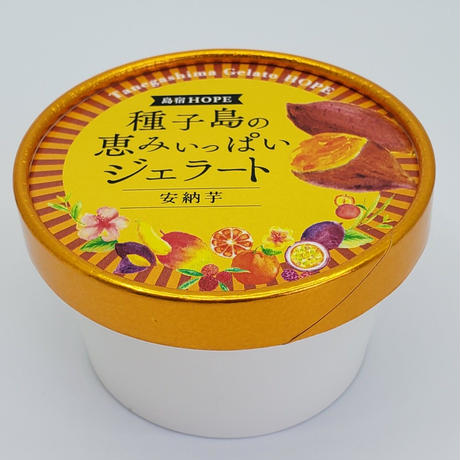 Tanegashima Gelato HOPE
島宿HOPE
種子島の
恵みいっぱい
ジェラート
安納芋